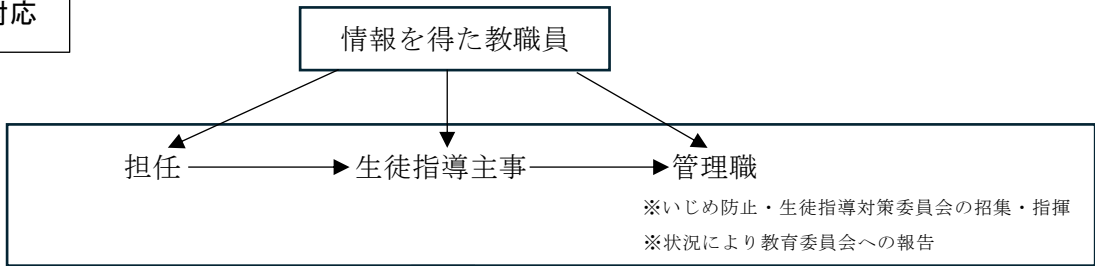 対応
情報を得た教職員
担任
生徒指導主事
管理職
※いじめ防止・生徒指導対策委員会の招集・指揮
※状況により教育委員会への報告